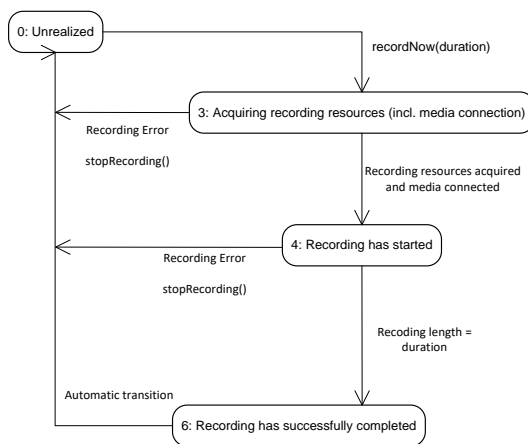 0: Unrealized
recordNow(duration)
3: Acquiring recording resources (incl. media connection)
Recording Error
stopRecording()
Recording resources acquired
and media connected
4: Recording has started
Recording Error
stopRecording()
Recoding length =
duration
Automatic transition
6: Recording has successfully completed